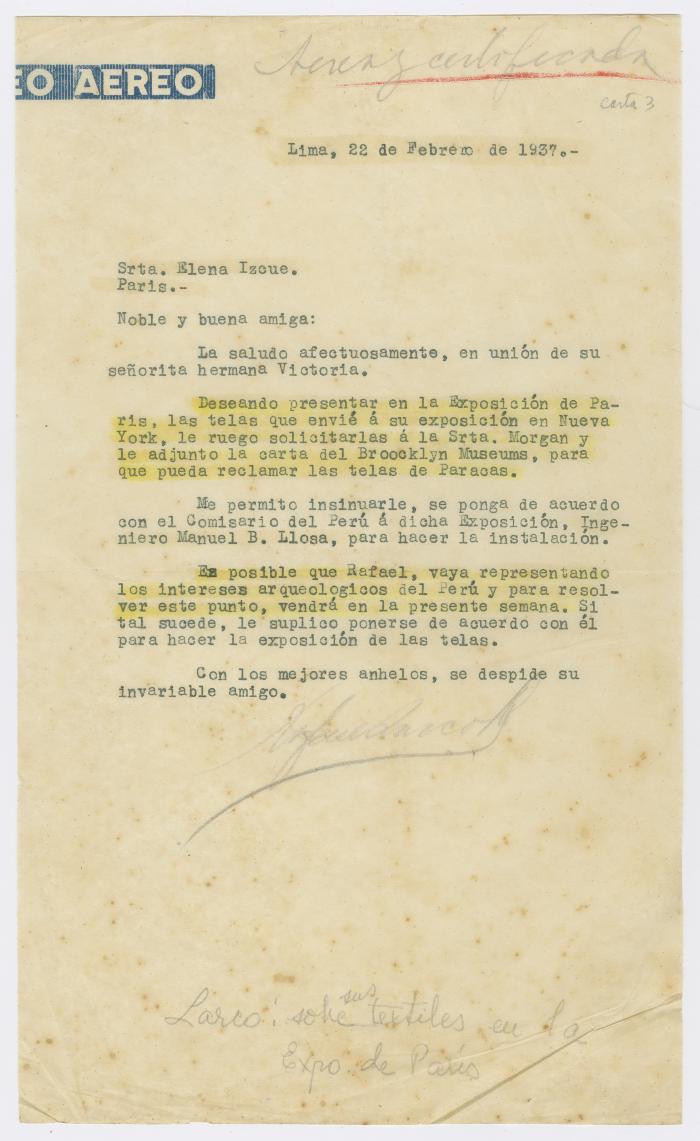 EO AEREO
Aerea y certificada
carta 3
Lima, 22 de Febrero de 1937.-
Srta. Elena Izcue.
Paris.-
Noble y buena amiga:
La saludo afectuosamente, en unión de su
señorita hermana Victoria.
Deseando presentar en la Exposición de Pa-
ris, las telas que envié á su exposición en Nueva
York, le ruego solicitarlas á la Srta. Morgan y
le adjunto la carta del Broocklyn Museums, para
que pueda reclamar las telas de Paracas.
Me permito insinuarle, se ponga de acuerdo
con el Comisario del Perú á dicha Exposición, Inge-
niero Manuel B. Llosa, para hacer la instalación.
Es posible que Rafael, vaya representando
los intereses arqueologicos del Perú y para resol-
ver este punto, vendrá en la presente semana. Si
tal sucede, le suplico ponerse de acuerdo con él
para hacer la exposición de las telas.
Con los mejores anhelos, se despide su
invariable amigo.
Larco: sobre sus textiles en la
Expo. de París